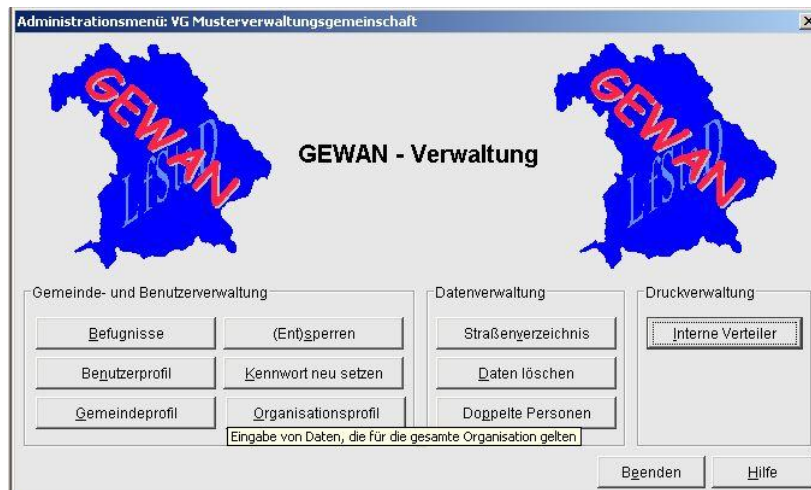 Administrationsmenü: VG Musterverwaltungsgemeinschaft
GEWAN
LfStaD
GEWAN - Verwaltung
GEWAN
LfStaD
Gemeinde- und Benutzerverwaltung
Befugnisse
(Ent)sperren
Benutzerprofil
Kennwort neu setzen
Gemeindeprofil
Organisationsprofil
Eingabe von Daten, die für die gesamte Organisation gelten
Datenverwaltung
Straßenverzeichnis
Daten löschen
Doppelte Personen
Druckverwaltung
Interne Verteiler
Beenden
Hilfe